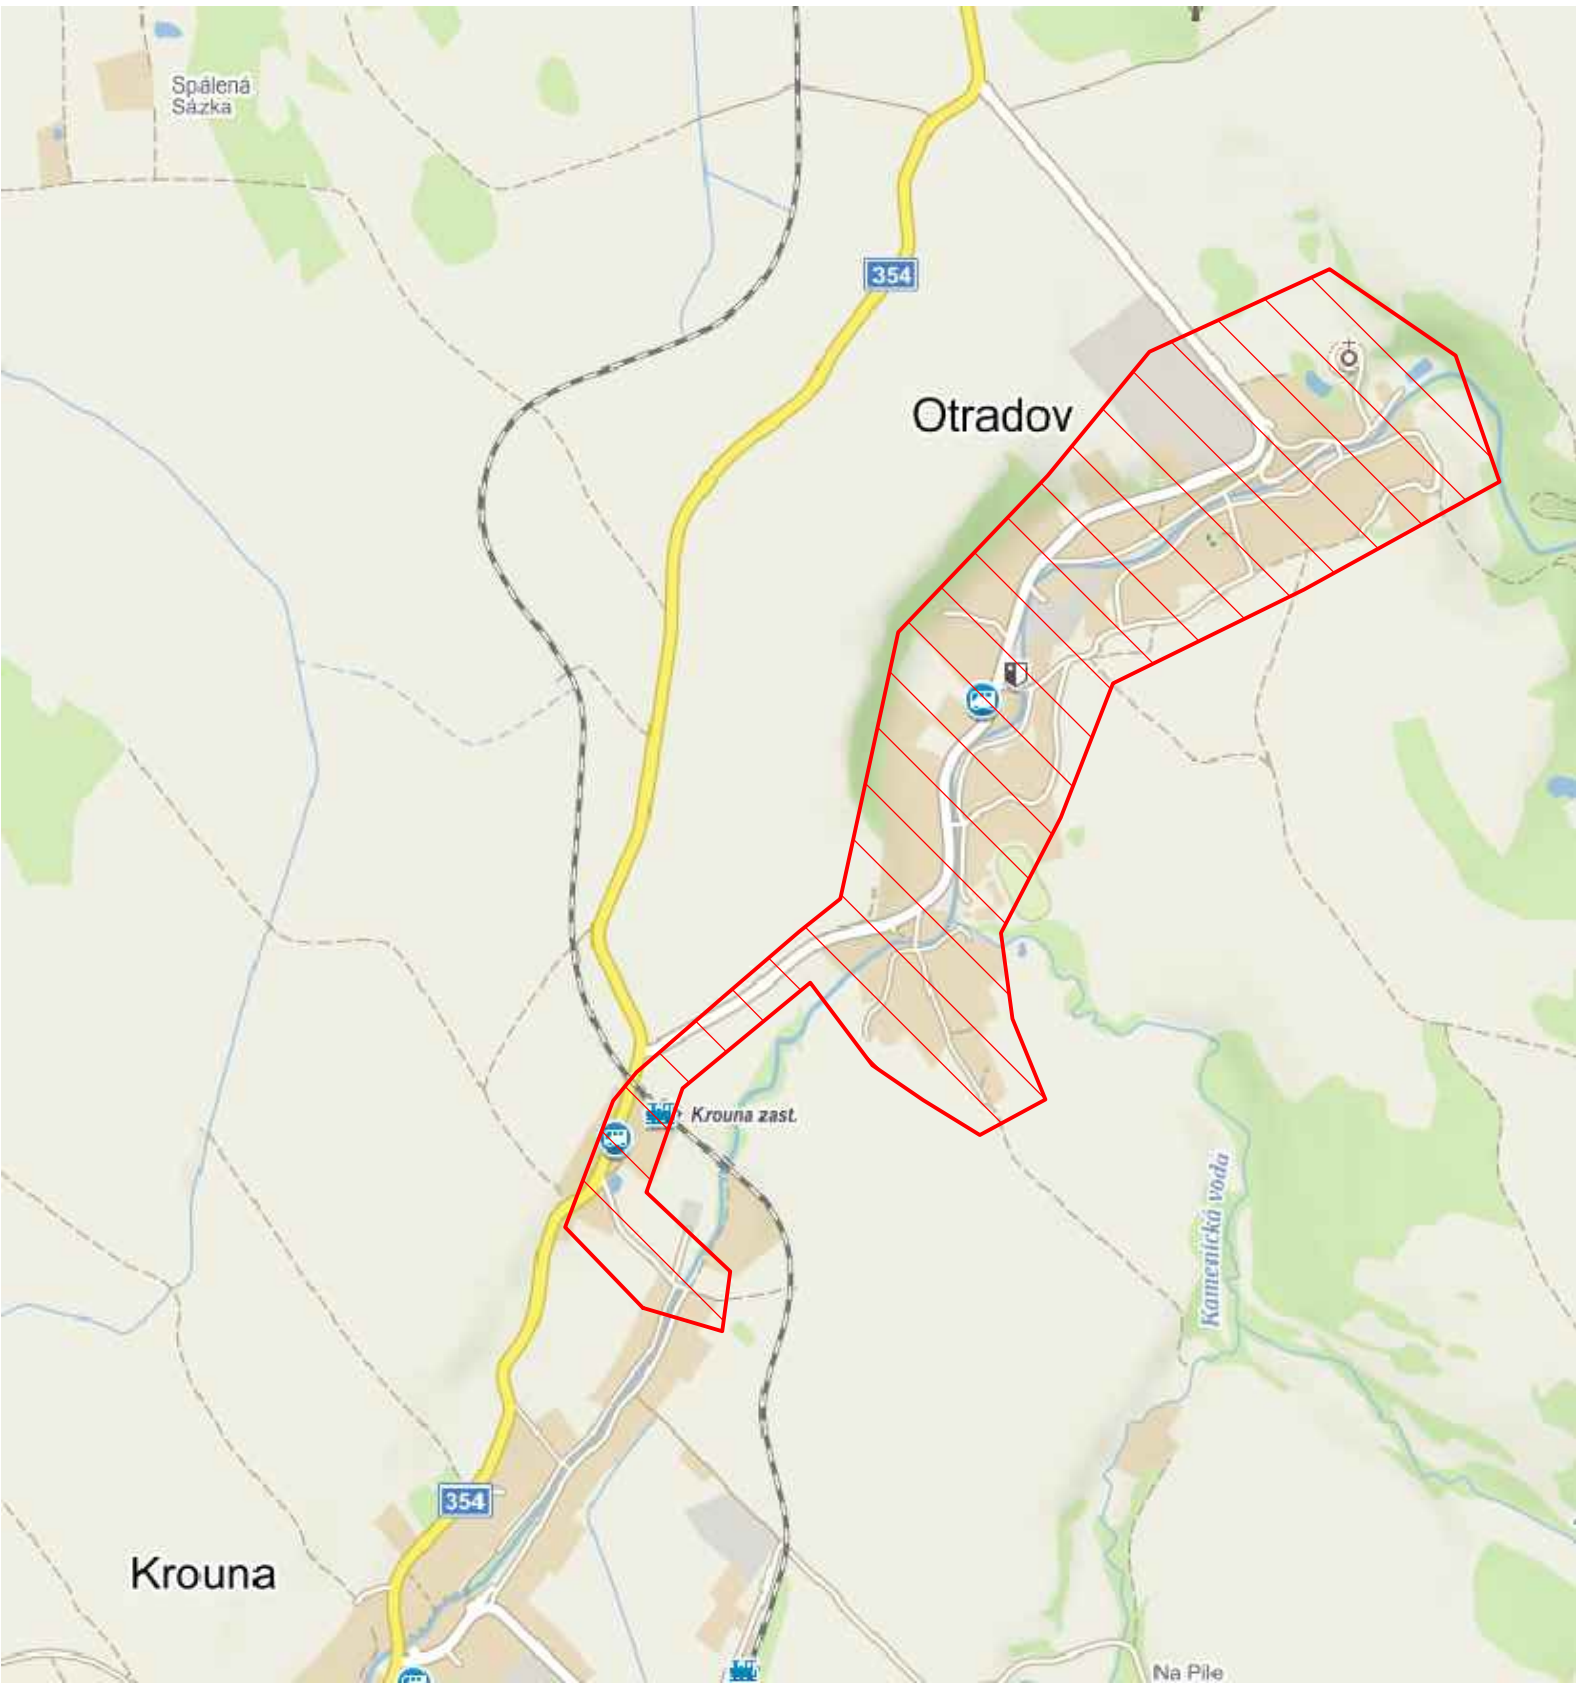 Spálená
Sázka
354
Otradov
Krouna zast.
Kamenická voda
354
Krouna
Na Pile